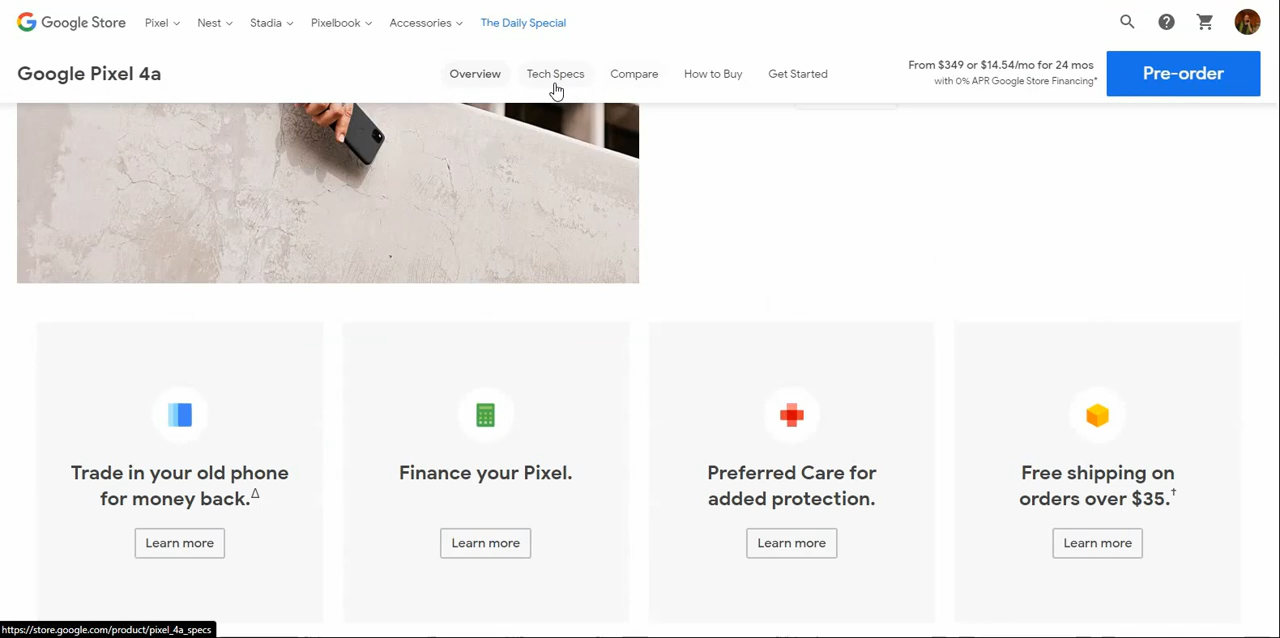 Google Store Pixel Nest Stadia Pixelbook Accessories The Daily Special
Google Pixel 4a
Overview Tech Specs Compare How to Buy Get Started
From $349 or $14.54/mo for 24 mos
with 0% APR Google Store Financing*
Pre-order
Trade in your old phone
for money back.Δ
Learn more
Finance your Pixel.
Learn more
Preferred Care for
added protection.
Learn more
Free shipping on
orders over $35.†
Learn more
https://store.google.com/product/pixel_4a_specs